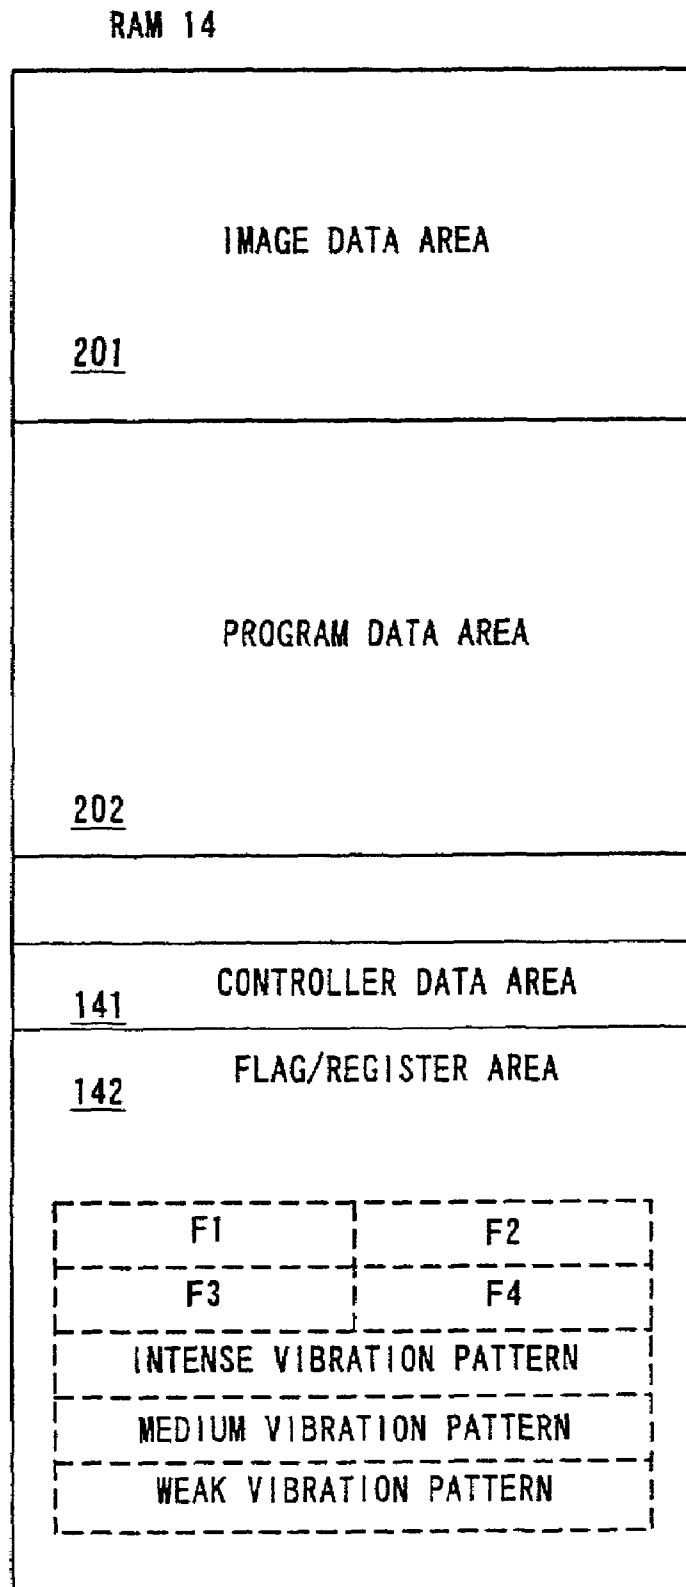 RAM 14
IMAGE DATA AREA
201
PROGRAM DATA AREA
202
CONTROLLER DATA AREA
141
FLAG/REGISTER AREA
142
F1 F2
F3 F4
INTENSE VIBRATION PATTERN
MEDIUM VIBRATION PATTERN
WEAK VIBRATION PATTERN